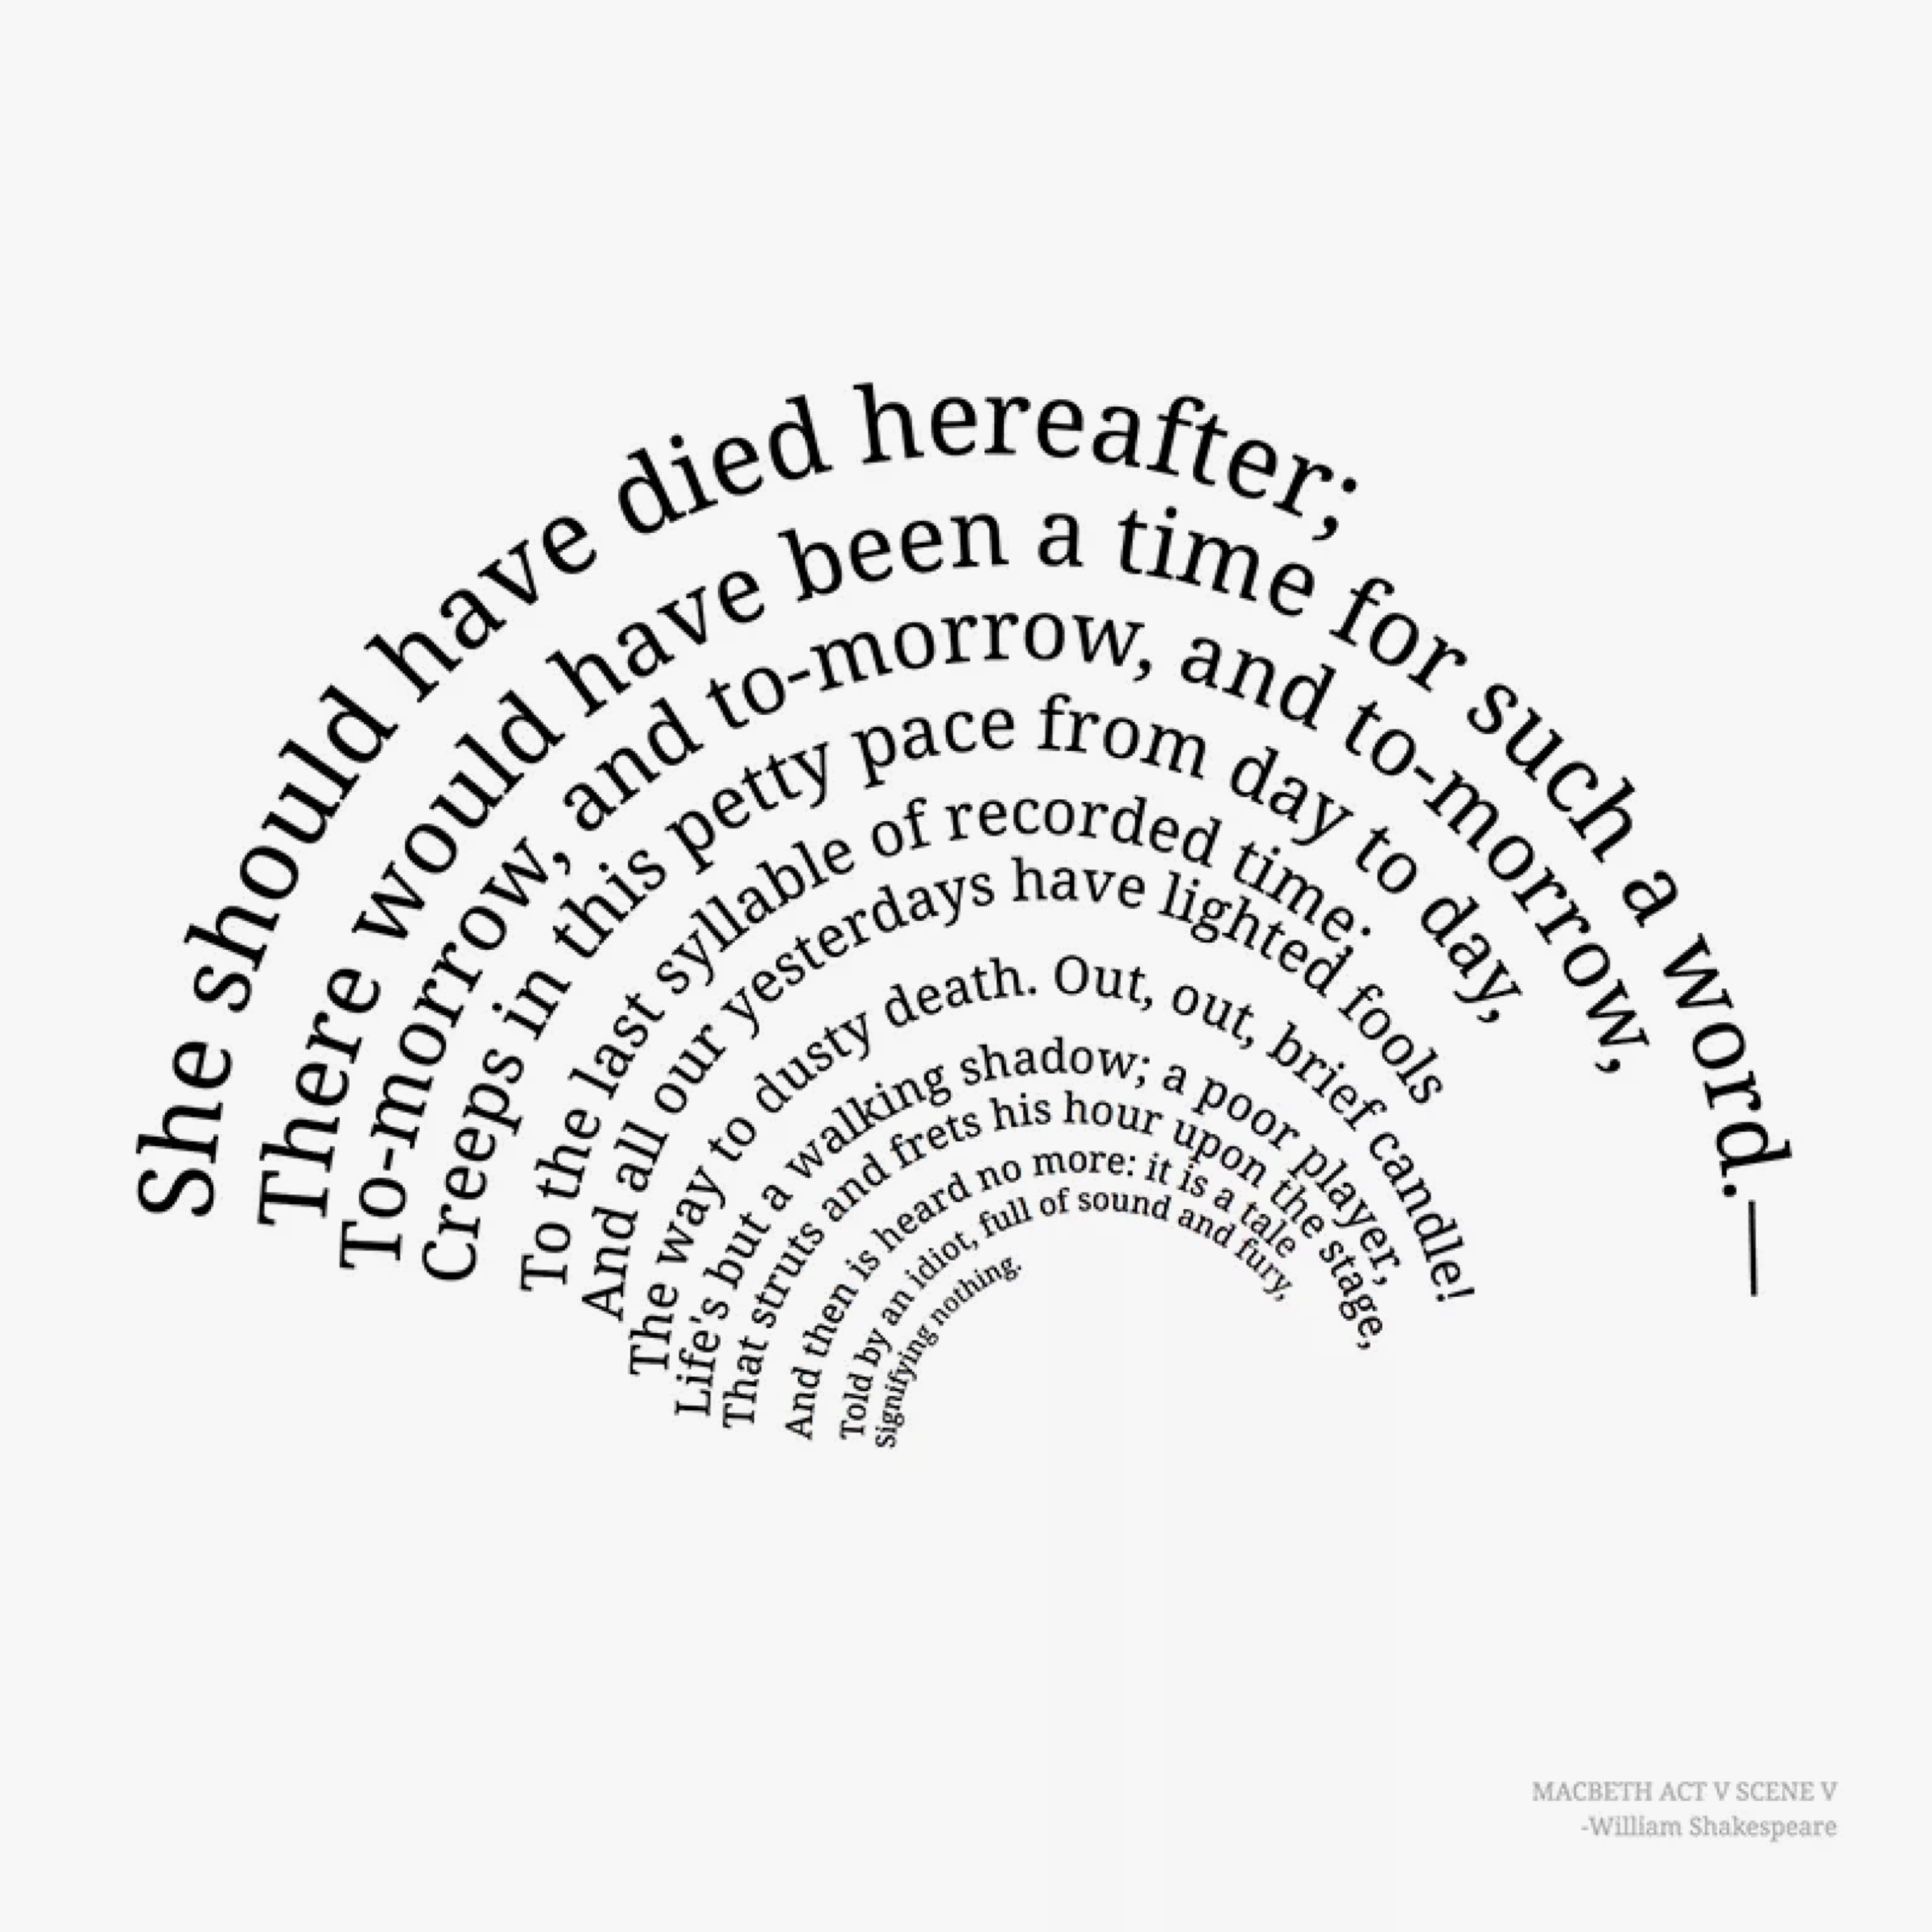 She should have died hereafter;
There would have been a time for such a word.—
To-morrow, and to-morrow, and to-morrow,
Creeps in this petty pace from day to day,
To the last syllable of recorded time;
And all our yesterdays have lighted fools
The way to dusty death. Out, out, brief candle!
Life's but a walking shadow; a poor player,
That struts and frets his hour upon the stage,
And then is heard no more: it is a tale
Told by an idiot, full of sound and fury,
Signifying nothing.
MACBETH ACT V SCENE V
-William Shakespeare